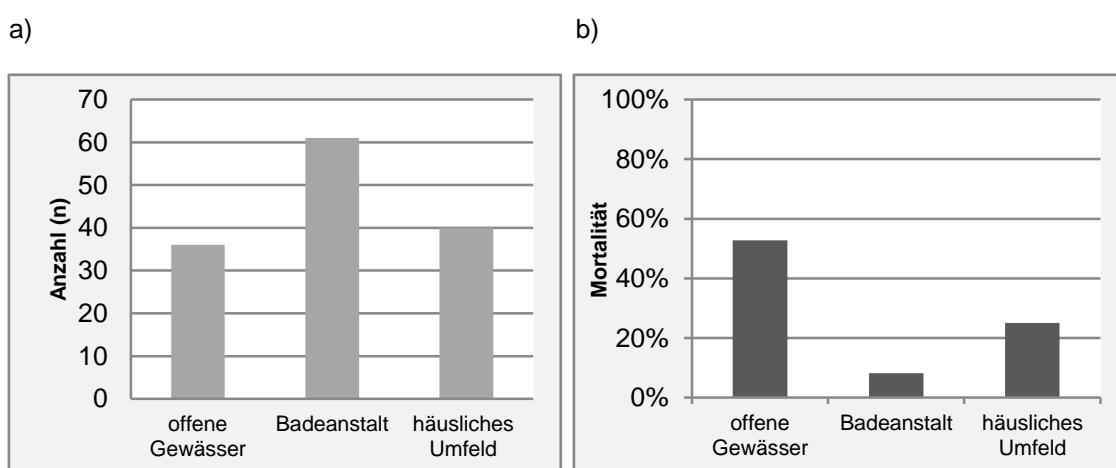 a)
70
60
50
40
30
20
10
0
Anzahl (n)
offene
Gewässer
Badeanstalt
häusliches
Umfeld
b)
100%
80%
60%
40%
20%
0%
Mortalität
offene
Gewässer
Badeanstalt
häusliches
Umfeld